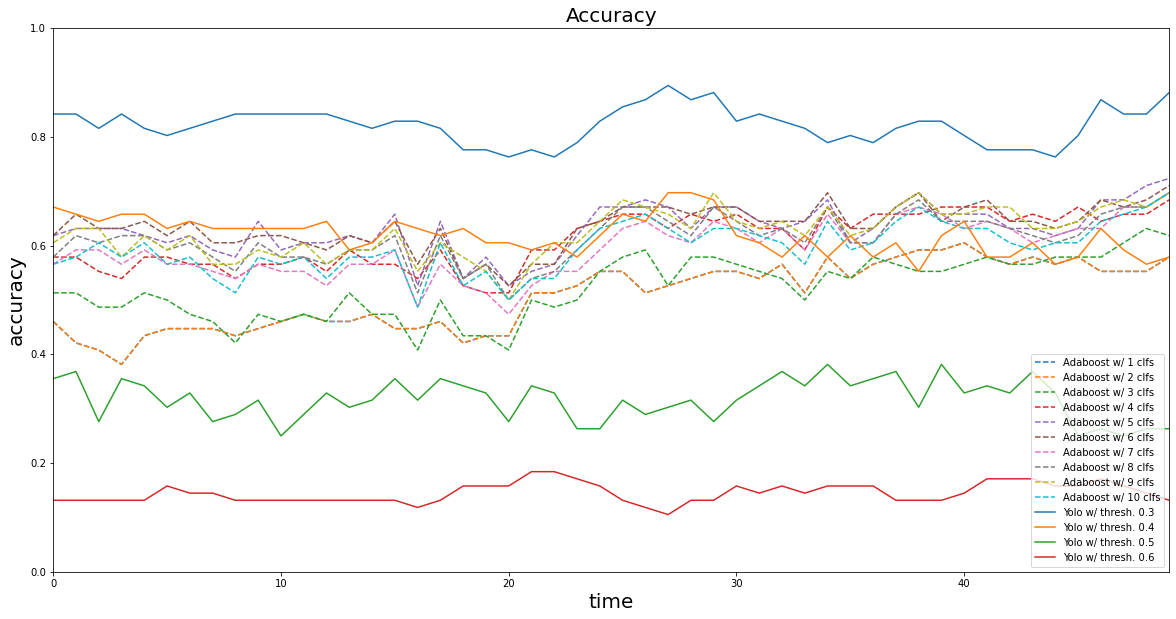 Accuracy
1.0
0.8
0.6
0.4
0.2
0.0
accuracy
0
10
20
30
40
time
Adaboost w/ 1 clfs
Adaboost w/ 2 clfs
Adaboost w/ 3 clfs
Adaboost w/ 4 clfs
Adaboost w/ 5 clfs
Adaboost w/ 6 clfs
Adaboost w/ 7 clfs
Adaboost w/ 8 clfs
Adaboost w/ 9 clfs
Adaboost w/ 10 clfs
Yolo w/ thresh. 0.3
Yolo w/ thresh. 0.4
Yolo w/ thresh. 0.5
Yolo w/ thresh. 0.6